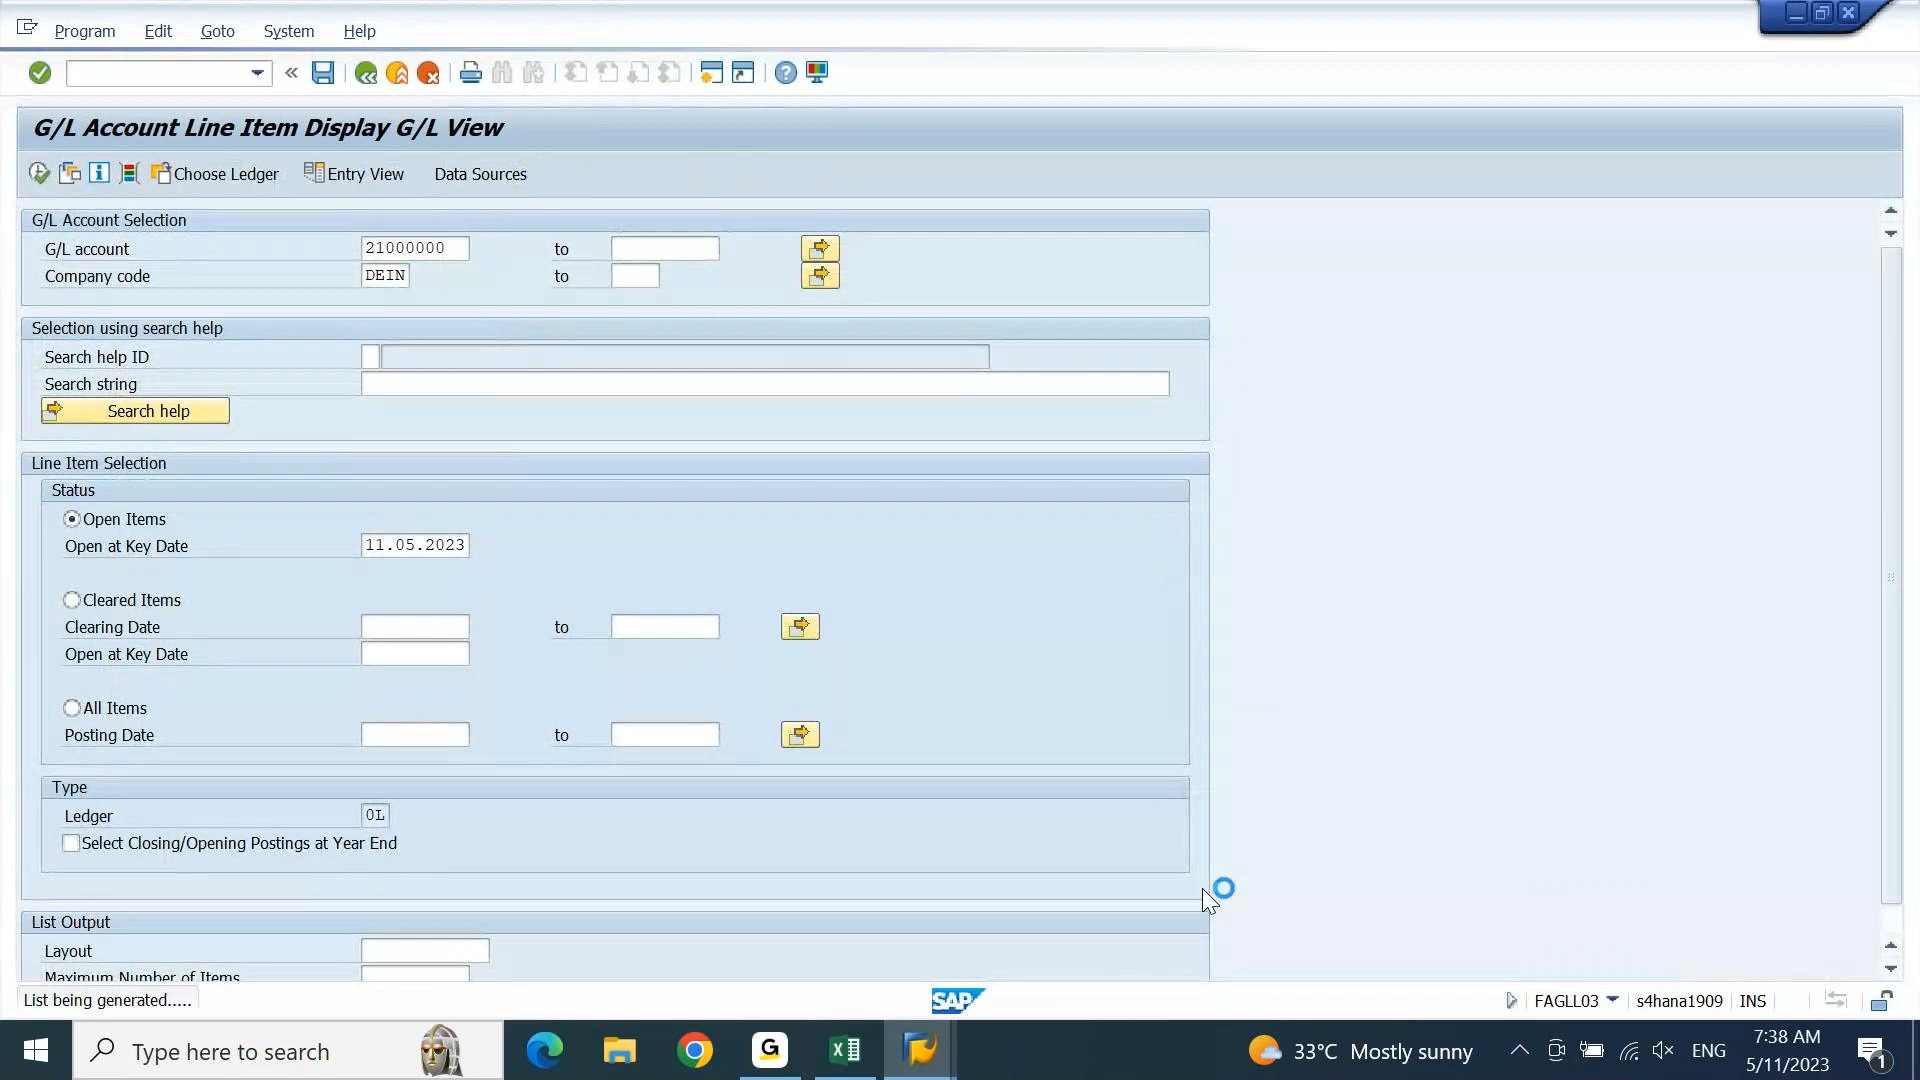 Program Edit Goto System Help
G/L Account Line Item Display G/L View
Choose Ledger Entry View Data Sources
G/L Account Selection
G/L account 21000000 to
Company code DEIN to
Selection using search help
Search help ID
Search string
Search help
Line Item Selection
Status
Open Items
Open at Key Date 11.05.2023
Cleared Items
Clearing Date to
Open at Key Date
All Items
Posting Date to
Type
Ledger 0L
Select Closing/Opening Postings at Year End
List Output
Layout
Maximum Number of Items
List being generated..... SAP FAGLL03 s4hana1909 INS
Type here to search 33°C Mostly sunny ENG 7:38 AM
5/11/2023 1